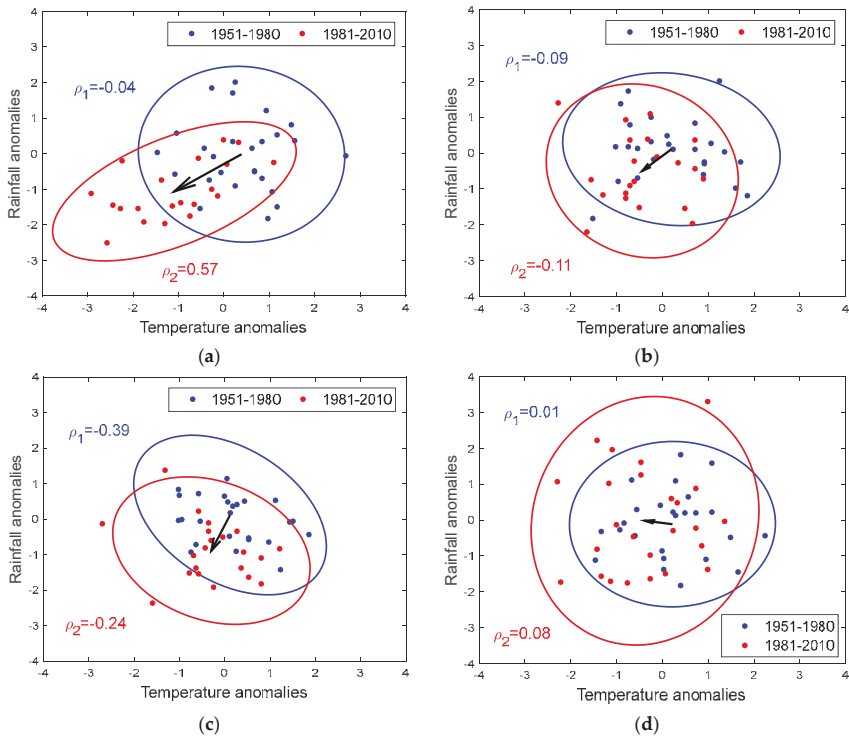 4
3
2
1
0
-1
-2
-3
-4
-4 -3 -2 -1 0 1 2 3 4
Rainfall anomalies
Temperature anomalies
1951-1980 1981-2010
ρ1=-0.04
ρ2=0.57
(a)
4
3
2
1
0
-1
-2
-3
-4
-4 -3 -2 -1 0 1 2 3 4
Rainfall anomalies
Temperature anomalies
1951-1980 1981-2010
ρ1=-0.09
ρ2=-0.11
(b)
4
3
2
1
0
-1
-2
-3
-4
-4 -3 -2 -1 0 1 2 3 4
Rainfall anomalies
Temperature anomalies
1951-1980 1981-2010
ρ1=-0.39
ρ2=-0.24
(c)
4
3
2
1
0
-1
-2
-3
-4
-4 -3 -2 -1 0 1 2 3 4
Rainfall anomalies
Temperature anomalies
ρ1=0.01
ρ2=0.08
1951-1980
1981-2010
(d)